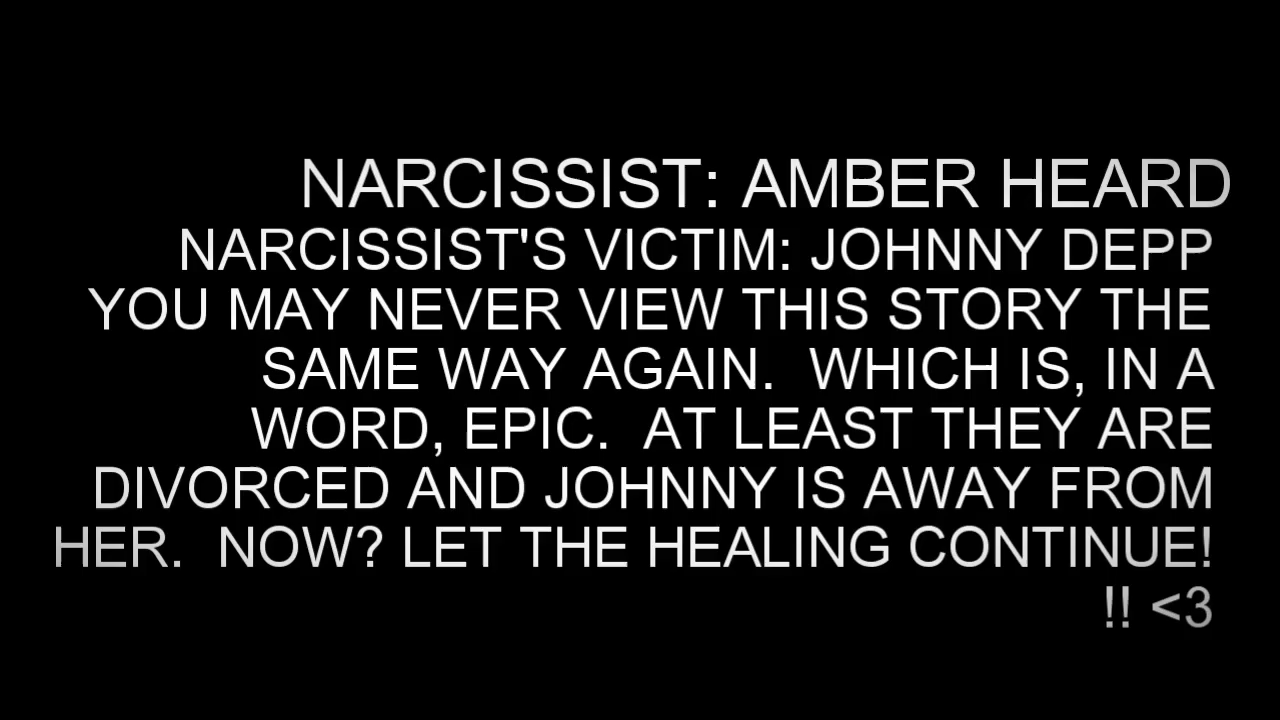 NARCISSIST: AMBER HEARD
NARCISSIST'S VICTIM: JOHNNY DEPP
YOU MAY NEVER VIEW THIS STORY THE
SAME WAY AGAIN.  WHICH IS, IN A
WORD, EPIC.  AT LEAST THEY ARE
DIVORCED AND JOHNNY IS AWAY FROM
HER.  NOW? LET THE HEALING CONTINUE!
!! <3